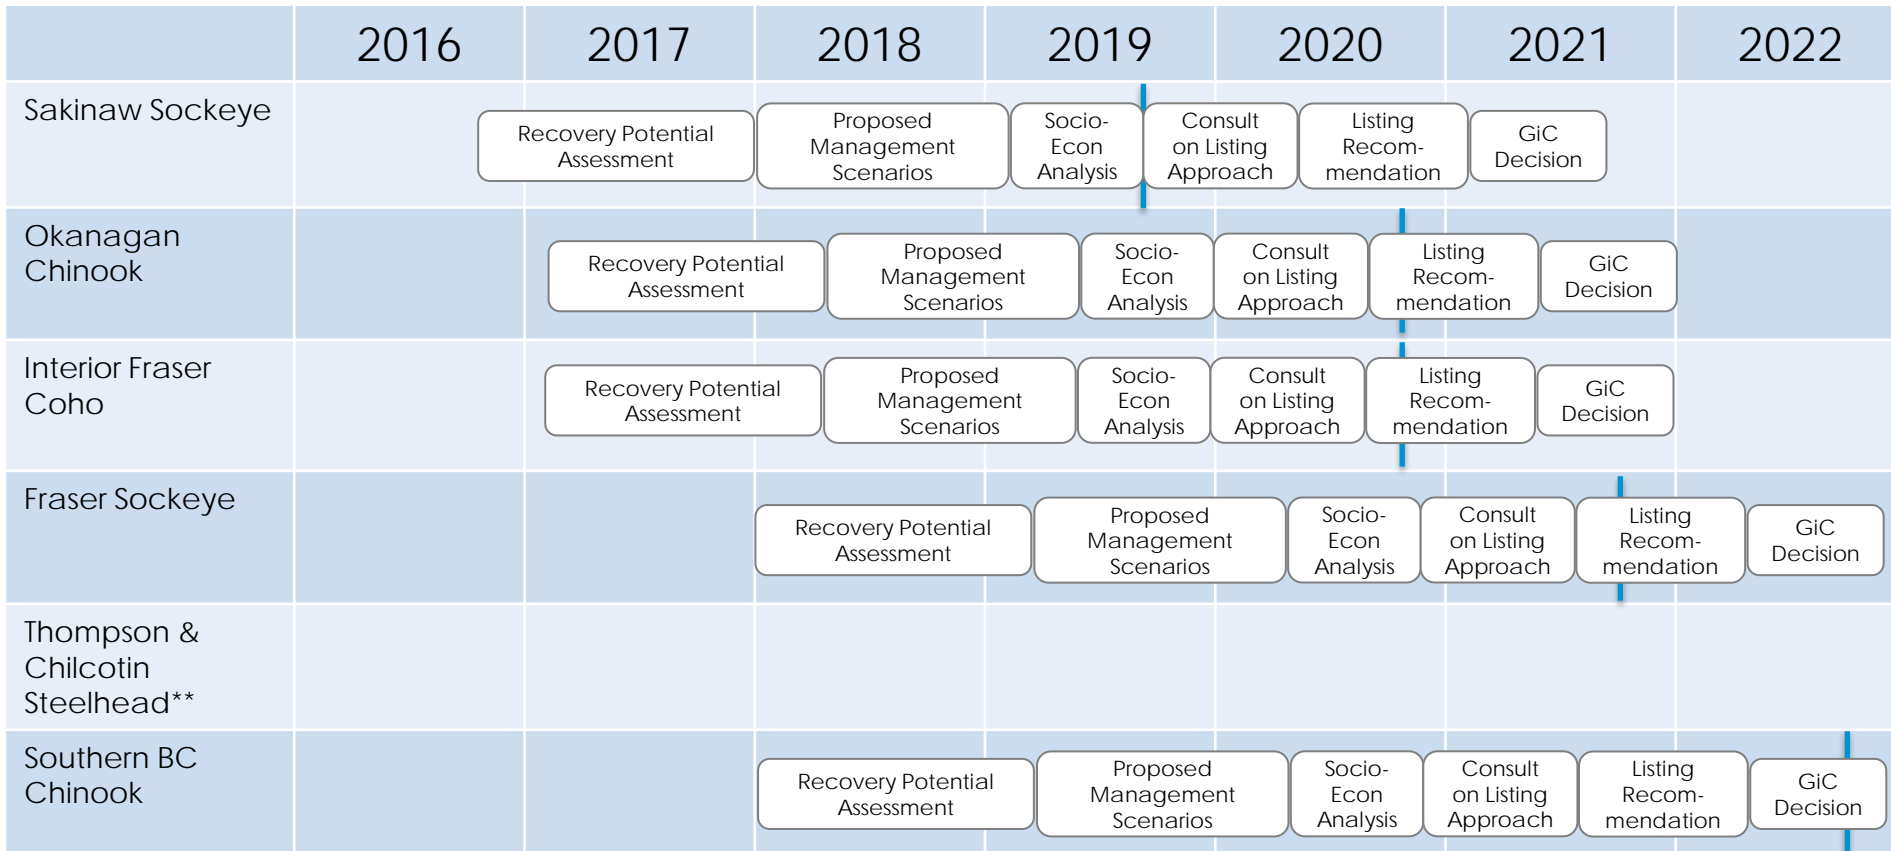 2016 2017 2018 2019 2020 2021 2022
Sakinaw Sockeye
Recovery Potential
Assessment
Proposed
Management
Scenarios
Socio-
Econ
Analysis
Consult
on Listing
Approach
Listing
Recom-
mendation
GiC
Decision
Okanagan
Chinook
Recovery Potential
Assessment
Proposed
Management
Scenarios
Socio-
Econ
Analysis
Consult
on Listing
Approach
Listing
Recom-
mendation
GiC
Decision
Interior Fraser
Coho
Recovery Potential
Assessment
Proposed
Management
Scenarios
Socio-
Econ
Analysis
Consult
on Listing
Approach
Listing
Recom-
mendation
GiC
Decision
Fraser Sockeye
Recovery Potential
Assessment
Proposed
Management
Scenarios
Socio-
Econ
Analysis
Consult
on Listing
Approach
Listing
Recom-
mendation
GiC
Decision
Thompson &
Chilcotin
Steelhead**
Southern BC
Chinook
Recovery Potential
Assessment
Proposed
Management
Scenarios
Socio-
Econ
Analysis
Consult
on Listing
Approach
Listing
Recom-
mendation
GiC
Decision